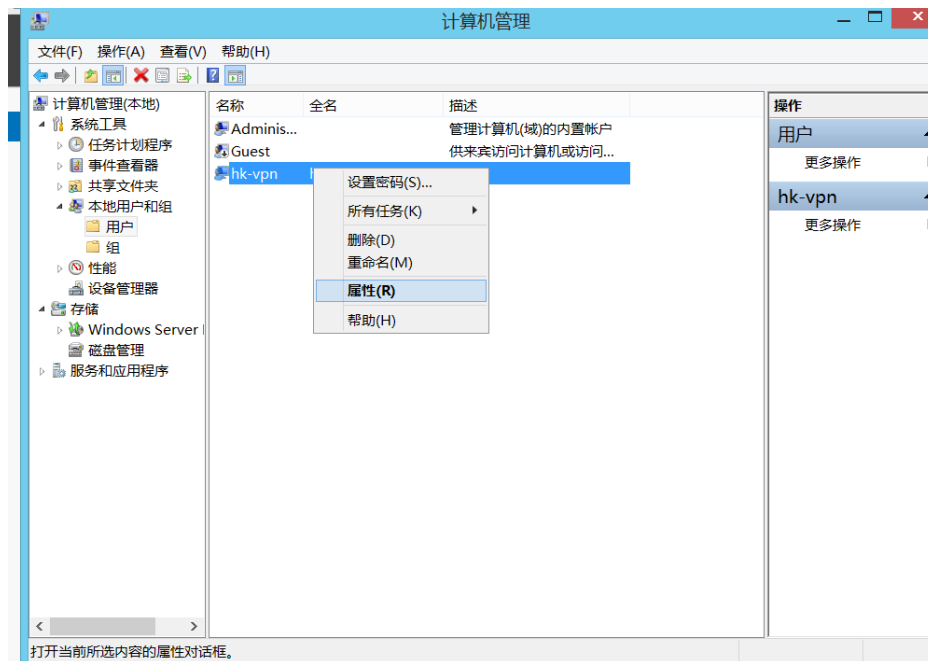 计算机管理
文件(F) 操作(A) 查看(V) 帮助(H)
计算机管理(本地)
系统工具
任务计划程序
事件查看器
共享文件夹
本地用户和组
用户
组
性能
设备管理器
存储
Windows Server
磁盘管理
服务和应用程序
名称 全名 描述
Adminis... 管理计算机(域)的内置帐户
Guest 供来宾访问计算机或访问...
hk-vpn
设置密码(S)...
所有任务(K)
删除(D)
重命名(M)
属性(R)
帮助(H)
操作
用户
更多操作
hk-vpn
更多操作
打开当前所选内容的属性对话框。